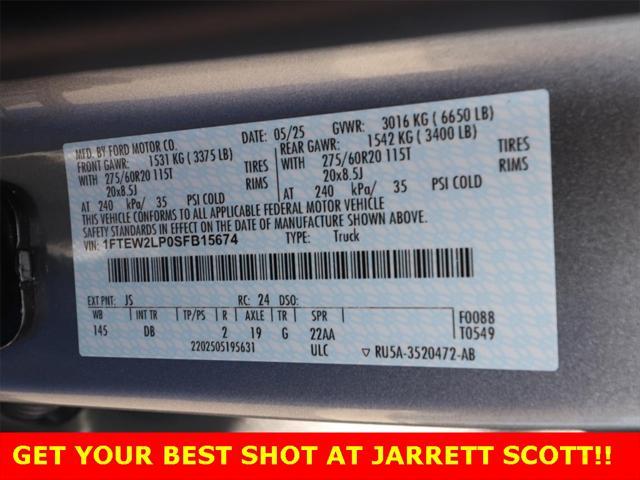 MFD. BY FORD MOTOR CO. DATE: 05/25 GVWR: 3016 KG ( 6650 LB)
FRONT GAWR: 1531 KG ( 3375 LB) REAR GAWR: 1542 KG ( 3400 LB)
WITH 275/60R20 115T TIRES WITH 275/60R20 115T TIRES
20x8.5J RIMS 20x8.5J RIMS
AT 240 kPa/ 35 PSI COLD AT 240 kPa/ 35 PSI COLD
THIS VEHICLE CONFORMS TO ALL APPLICABLE FEDERAL MOTOR VEHICLE
SAFETY STANDARDS IN EFFECT ON THE DATE OF MANUFACTURE SHOWN ABOVE.
VIN: 1FTEW2LP0SFB15674 TYPE: Truck
EXT PNT: JS RC: 24 DSO:
WB INT TR TP/PS R AXLE TR SPR F0088
145 DB 2 19 G 22AA T0549
2202505195631 ULC ▽ RU5A-3520472-AB
GET YOUR BEST SHOT AT JARRETT SCOTT!!